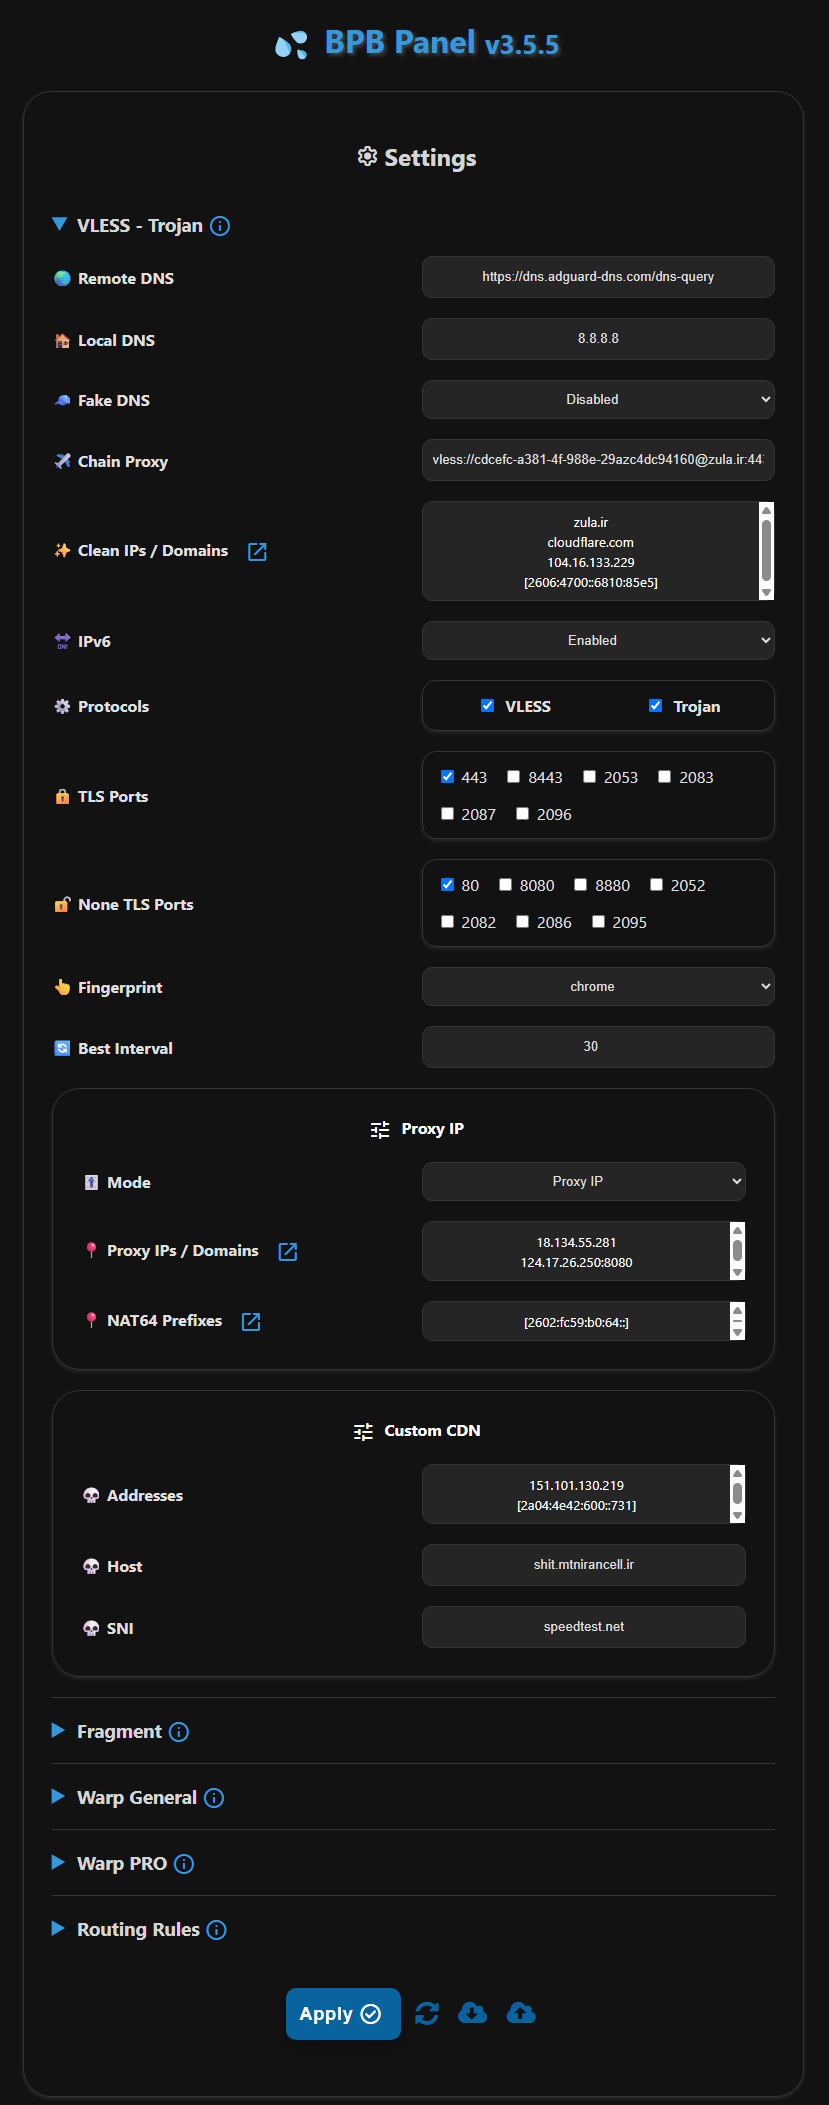 BPB Panel v3.5.5
Settings
VLESS - Trojan
Remote DNS
https://dns.adguard-dns.com/dns-query
Local DNS
8.8.8.8
Fake DNS
Disabled
Chain Proxy
vless://cdcefc-a381-4f-988e-29azc4dc94160@zula.ir:443
Clean IPs / Domains
zula.ir
cloudflare.com
104.16.133.229
[2606:4700::6810:85e5]
IPv6
Enabled
Protocols
VLESS Trojan
TLS Ports
443 8443 2053 2083
2087 2096
None TLS Ports
80 8080 8880 2052
2082 2086 2095
Fingerprint
chrome
Best Interval
30
Proxy IP
Mode
Proxy IP
Proxy IPs / Domains
18.134.55.281
124.17.26.250:8080
NAT64 Prefixes
[2602:fc59:b0:64::]
Custom CDN
Addresses
151.101.130.219
[2a04:4e42:600::731]
Host
shit.mtnirancell.ir
SNI
speedtest.net
Fragment
Warp General
Warp PRO
Routing Rules
Apply